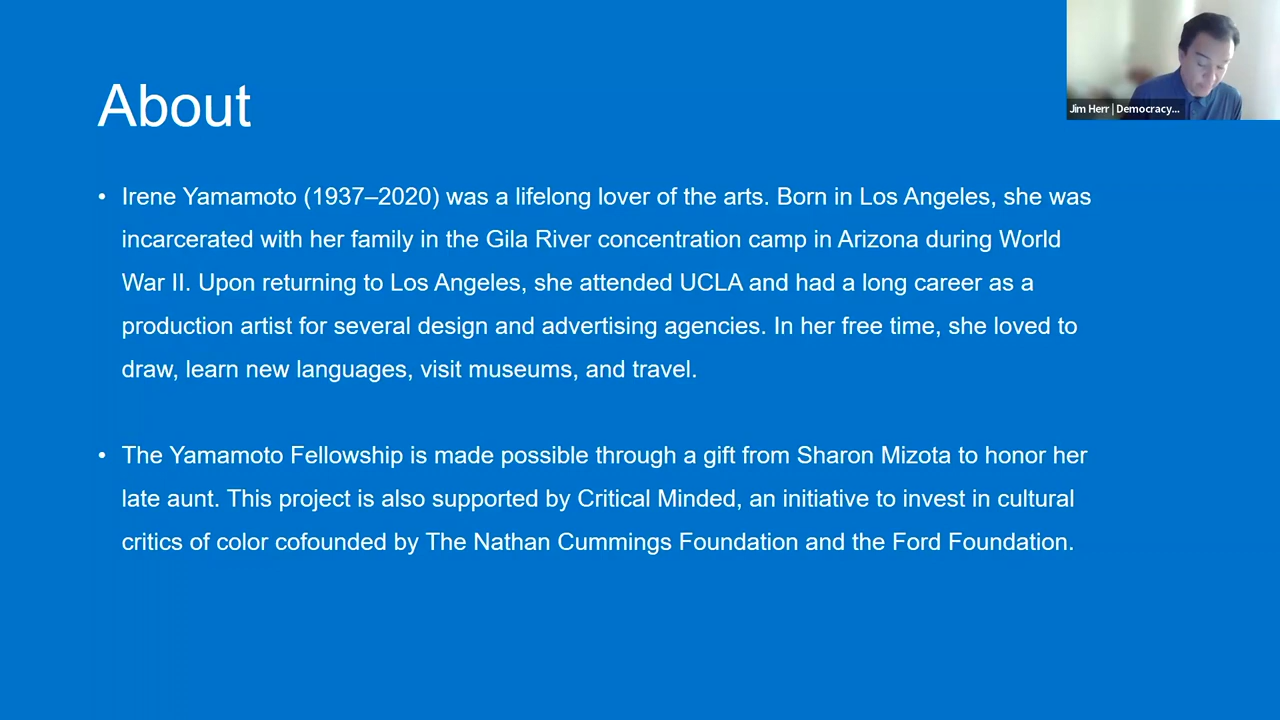 Jim Herr | Democracy...
About
• Irene Yamamoto (1937–2020) was a lifelong lover of the arts. Born in Los Angeles, she was
incarcerated with her family in the Gila River concentration camp in Arizona during World
War II. Upon returning to Los Angeles, she attended UCLA and had a long career as a
production artist for several design and advertising agencies. In her free time, she loved to
draw, learn new languages, visit museums, and travel.
• The Yamamoto Fellowship is made possible through a gift from Sharon Mizota to honor her
late aunt. This project is also supported by Critical Minded, an initiative to invest in cultural
critics of color cofounded by The Nathan Cummings Foundation and the Ford Foundation.